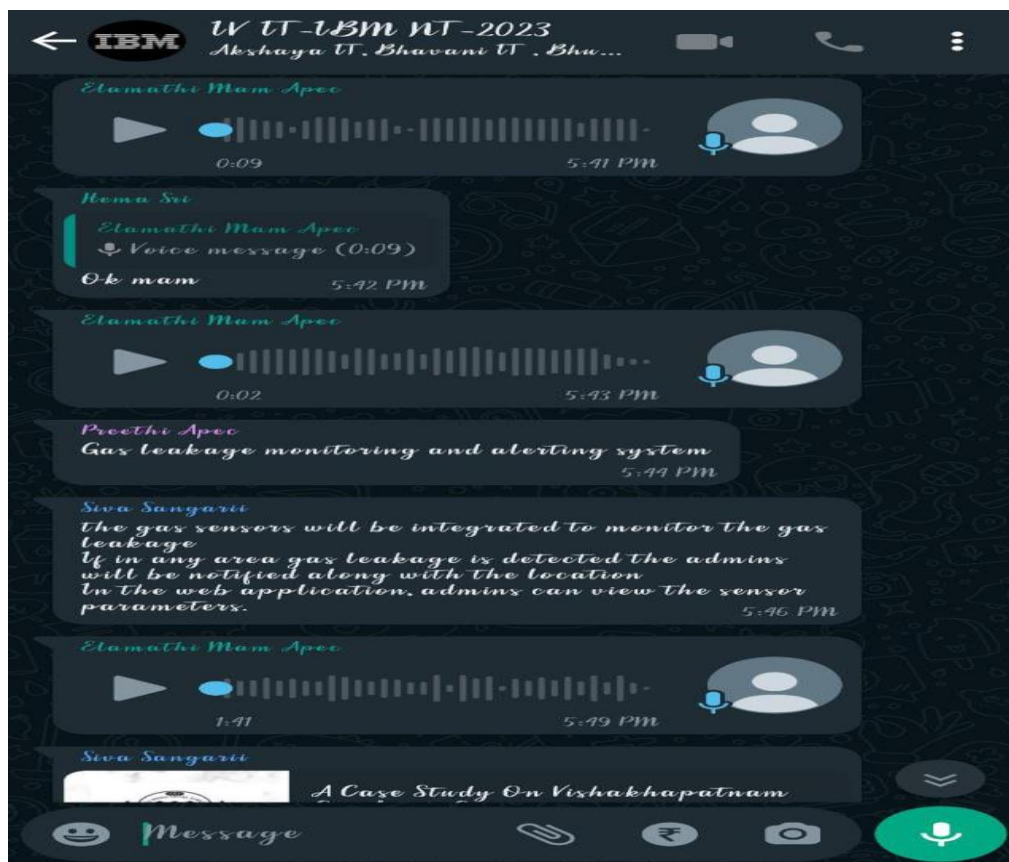 IBM
IV IT-IBM NT-2023
Akshaya IT, Bhavani IT , Bhu...
Elamathi Mam Apec
0:09 5:41 PM
Hema Sri
Elamathi Mam Apec
Voice message (0:09)
Ok mam 5:42 PM
Elamathi Mam Apec
0:02 5:43 PM
Preethi Apec
Gas leakage monitoring and alerting system
5:44 PM
Siva Sangarii
the gas sensors will be integrated to monitor the gas
leakage
If in any area gas leakage is detected the admins
will be notified along with the location
In the web application, admins can view the sensor
parameters. 5:46 PM
Elamathi Mam Apec
1:41 5:49 PM
Siva Sangarii
A Case Study On Vishakhapatnam
Message